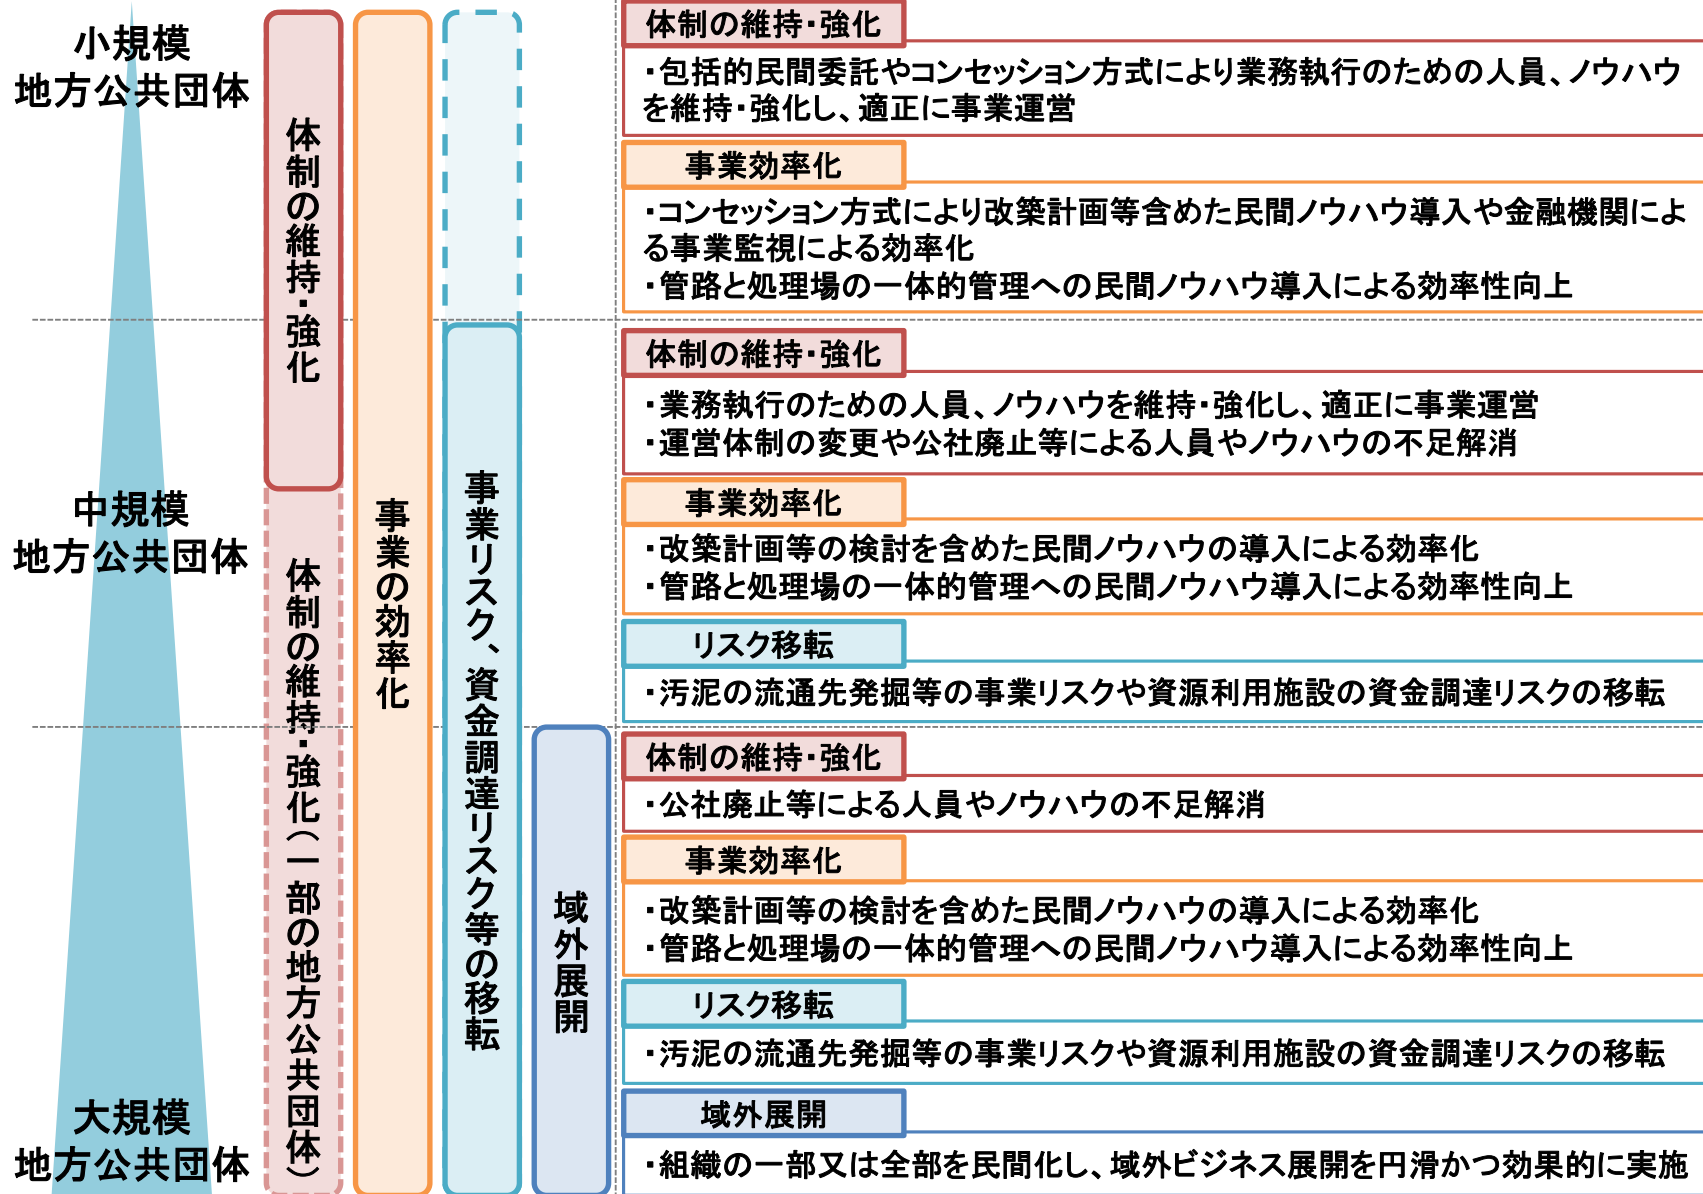 小規模
地方公共団体
中規模
地方公共団体
大規模
地方公共団体
体制の維持・強化
体制の維持・強化（一部の地方公共団体）
事業の効率化
事業リスク、資金調達リスク等の移転
域外展開
体制の維持・強化
・包括的民間委託やコンセッション方式により業務執行のための人員、ノウハウ
を維持・強化し、適正に事業運営
事業効率化
・コンセッション方式により改築計画等含めた民間ノウハウ導入や金融機関によ
る事業監視による効率化
・管路と処理場の一体的管理への民間ノウハウ導入による効率性向上
体制の維持・強化
・業務執行のための人員、ノウハウを維持・強化し、適正に事業運営
・運営体制の変更や公社廃止等による人員やノウハウの不足解消
事業効率化
・改築計画等の検討を含めた民間ノウハウの導入による効率化
・管路と処理場の一体的管理への民間ノウハウ導入による効率性向上
リスク移転
・汚泥の流通先発掘等の事業リスクや資源利用施設の資金調達リスクの移転
体制の維持・強化
・公社廃止等による人員やノウハウの不足解消
事業効率化
・改築計画等の検討を含めた民間ノウハウの導入による効率化
・管路と処理場の一体的管理への民間ノウハウ導入による効率性向上
リスク移転
・汚泥の流通先発掘等の事業リスクや資源利用施設の資金調達リスクの移転
域外展開
・組織の一部又は全部を民間化し、域外ビジネス展開を円滑かつ効果的に実施